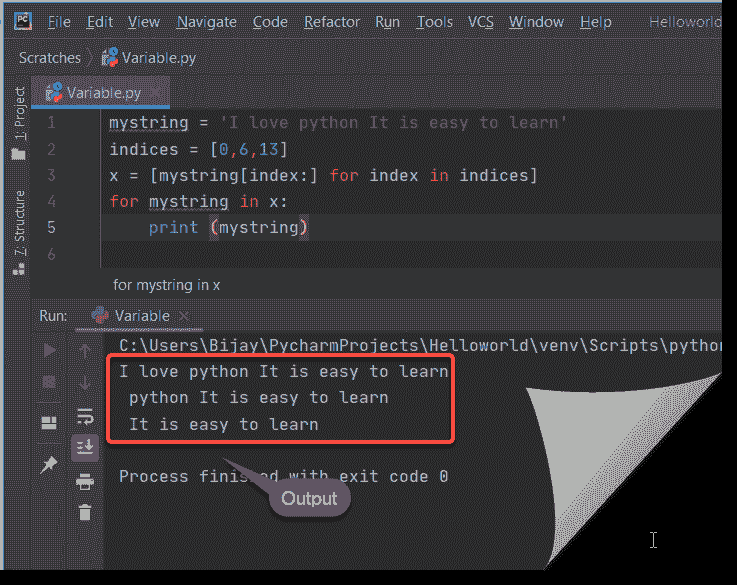 PC File Edit View Navigate Code Refactor Run Tools VCS Window Help Helloworld
Scratches Variable.py
Variable.py
1: Project
7: Structure
1 mystring = 'I love python It is easy to learn'
2 indices = [0,6,13]
3 x = [mystring[index:] for index in indices]
4 for mystring in x:
5 print (mystring)
6
for mystring in x
Run: Variable
C:\Users\Bijay\PycharmProjects\Helloworld\venv\Scripts\python
I love python It is easy to learn
python It is easy to learn
It is easy to learn
Process finished with exit code 0
Output